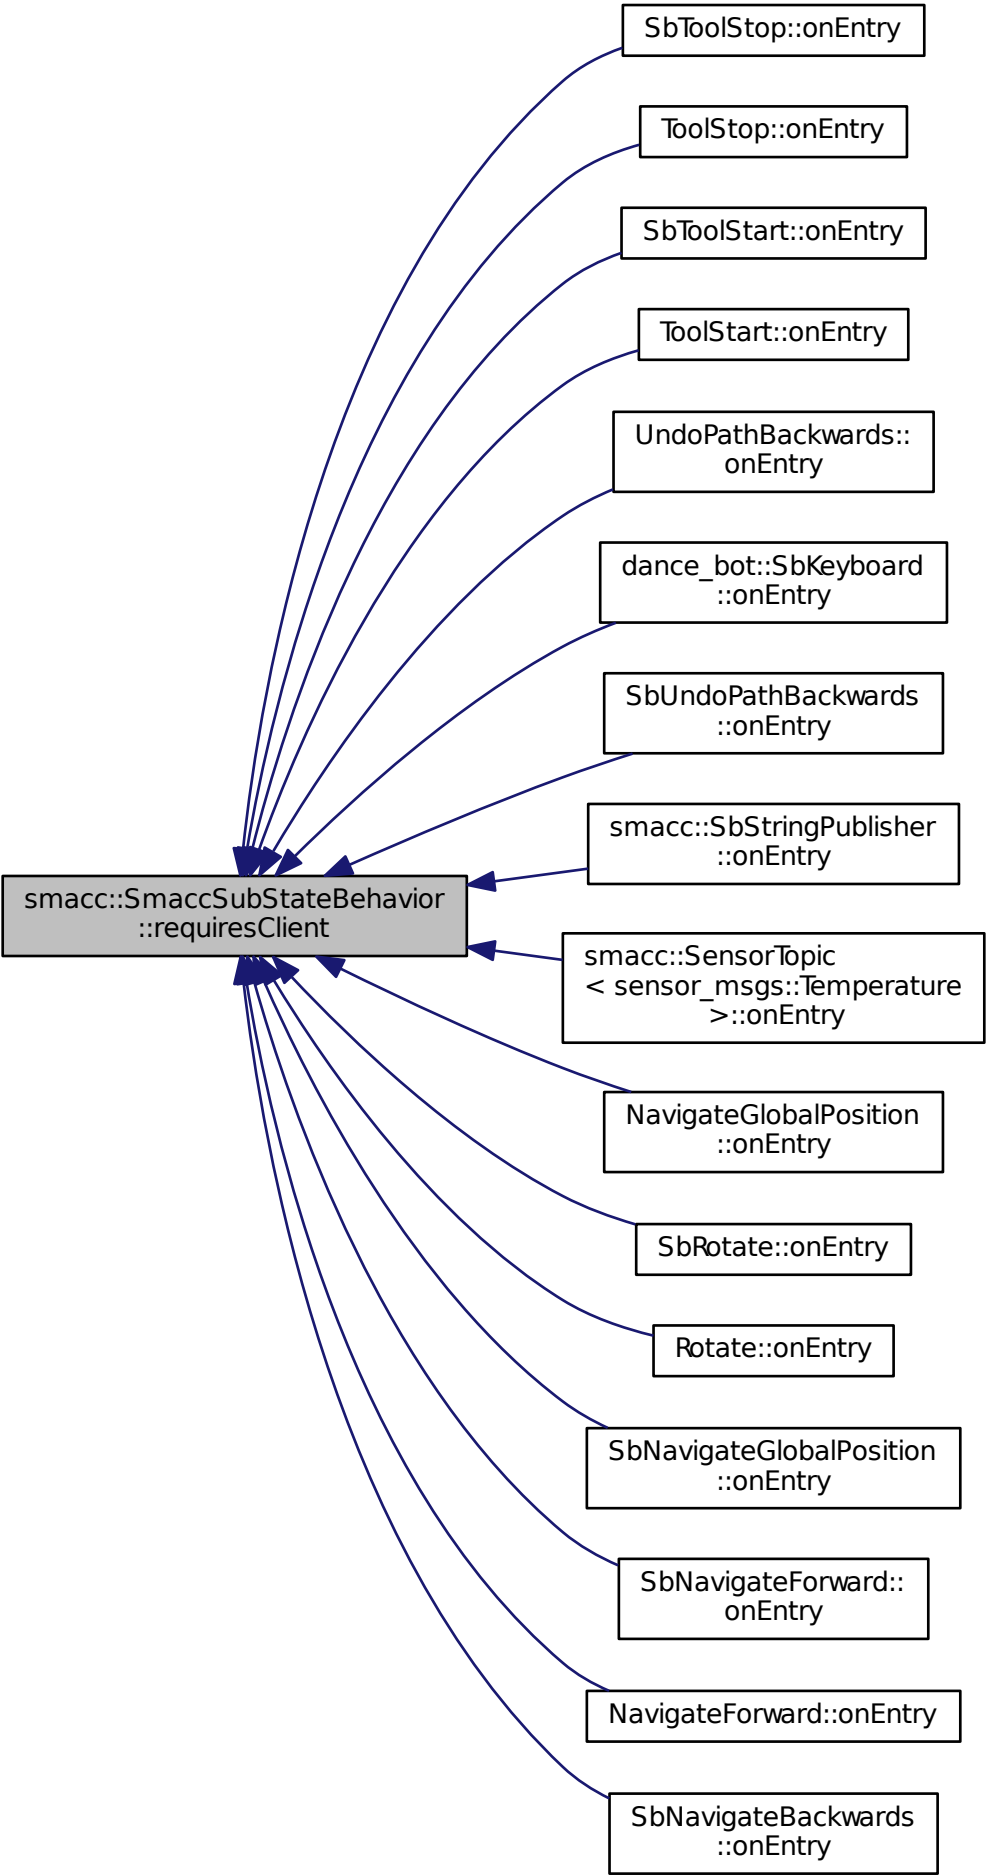 SbToolStop::onEntry
ToolStop::onEntry
SbToolStart::onEntry
ToolStart::onEntry
UndoPathBackwards::
onEntry
dance_bot::SbKeyboard
::onEntry
SbUndoPathBackwards
::onEntry
smacc::SbStringPublisher
::onEntry
smacc::SmaccSubStateBehavior
::requiresClient
smacc::SensorTopic
< sensor_msgs::Temperature
>::onEntry
NavigateGlobalPosition
::onEntry
SbRotate::onEntry
Rotate::onEntry
SbNavigateGlobalPosition
::onEntry
SbNavigateForward::
onEntry
NavigateForward::onEntry
SbNavigateBackwards
::onEntry